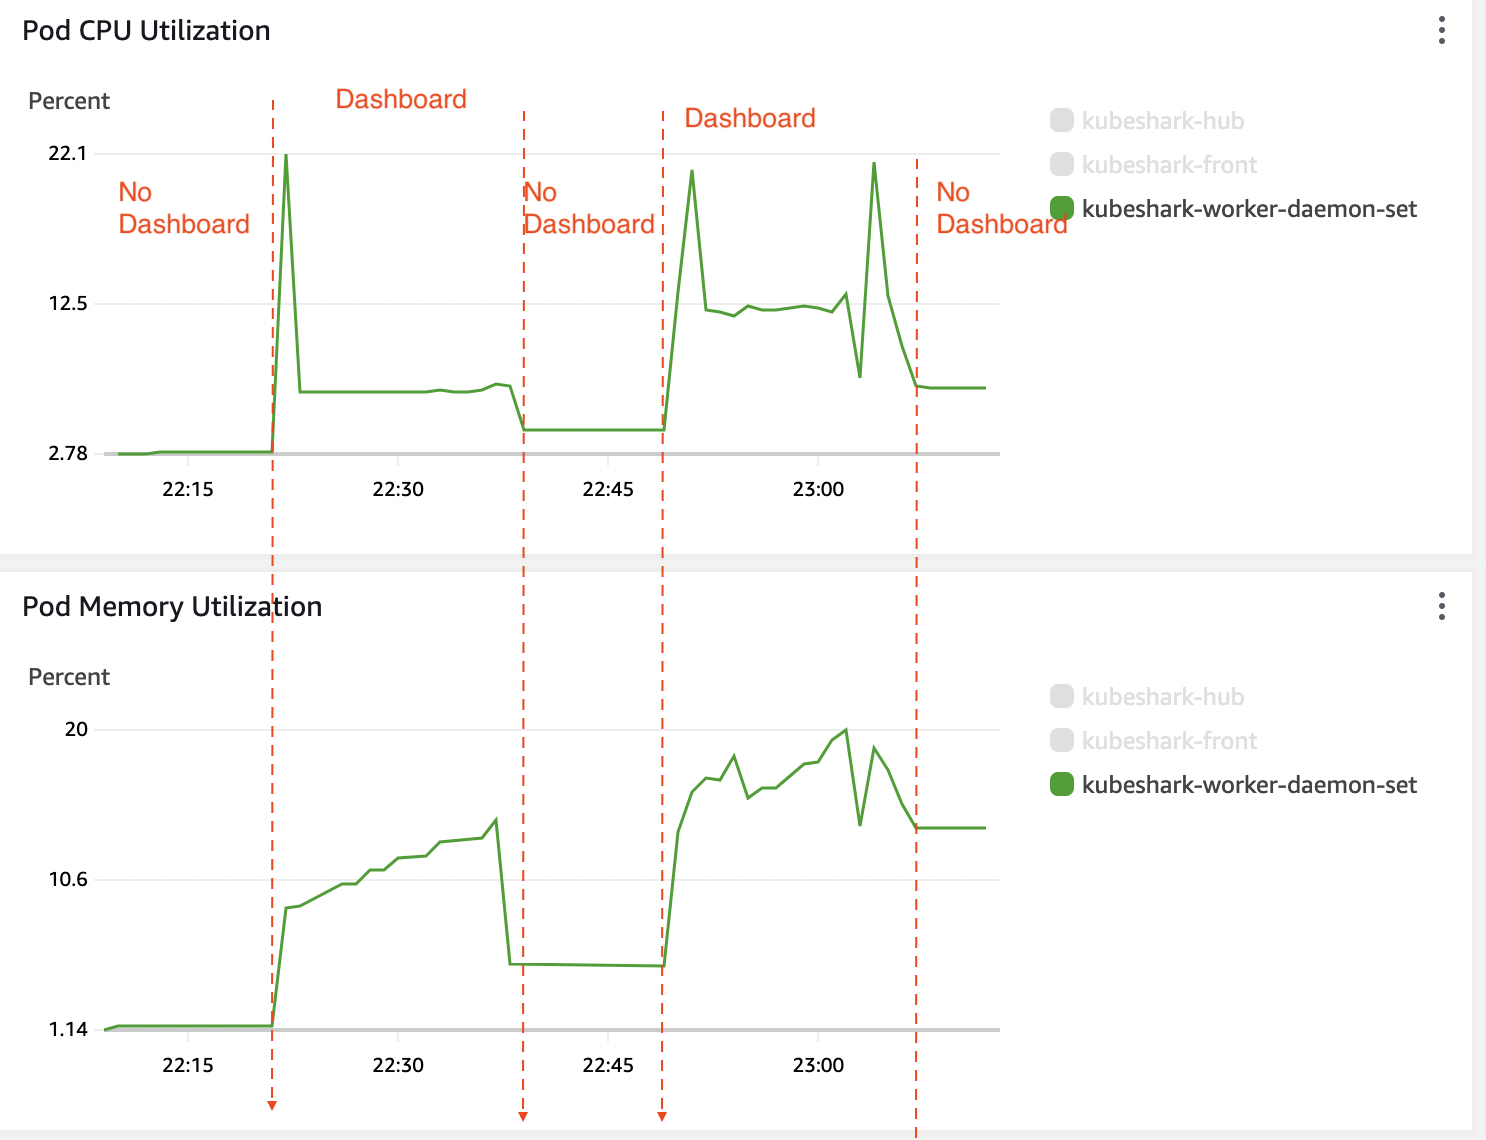 Pod CPU Utilization
Percent
Dashboard
Dashboard
kubeshark-hub
kubeshark-front
kubeshark-worker-daemon-set
22.1
No
Dashboard
No
Dashboard
No
Dashboard
12.5
2.78
22:15
22:30
22:45
23:00
Pod Memory Utilization
Percent
kubeshark-hub
kubeshark-front
kubeshark-worker-daemon-set
20
10.6
1.14
22:15
22:30
22:45
23:00